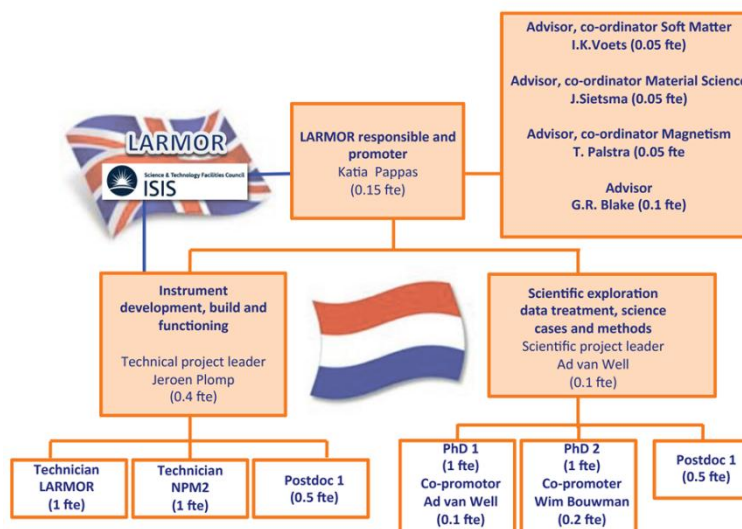 Advisor, co-ordinator Soft Matter
I.K.Voets (0.05 fte)
Advisor, co-ordinator Material Science
J.Sietsma (0.05 fte)
Advisor, co-ordinator Magnetism
T. Palstra (0.05 fte
Advisor
G.R. Blake (0.1 fte)
LARMOR
Science & Technology Facilities Council
ISIS
LARMOR responsible and
promoter
Katia Pappas
(0.15 fte)
Instrument
development, build and
functioning
Technical project leader
Jeroen Plomp
(0.4 fte)
Scientific exploration
data treatment, science
cases and methods
Scientific project leader
Ad van Well
(0.1 fte)
Technician
LARMOR
(1 fte)
Technician
NPM2
(1 fte)
Postdoc 1
(0.5 fte)
PhD 1
(1 fte)
Co-promotor
Ad van Well
(0.1 fte)
PhD 2
(1 fte)
Co-promoter
Wim Bouwman
(0.2 fte)
Postdoc 1
(0.5 fte)